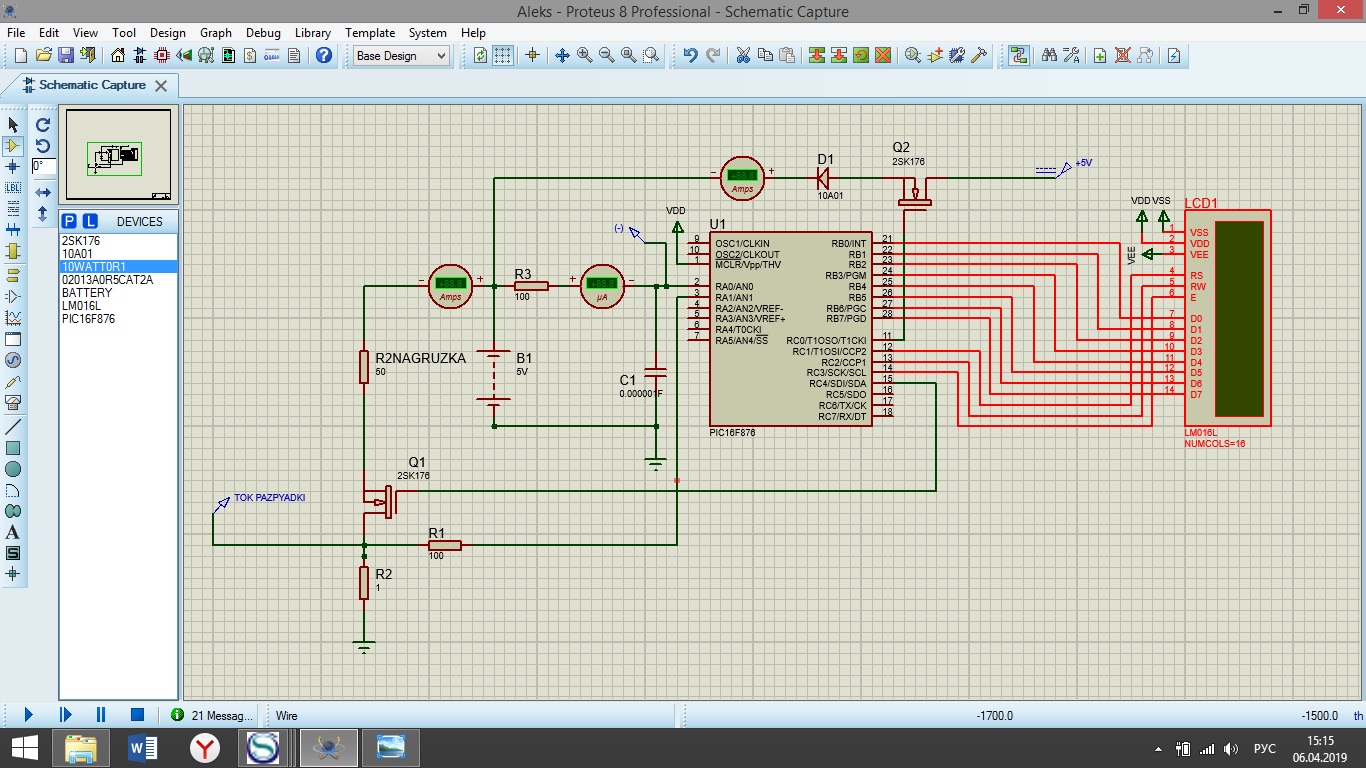 Aleks - Proteus 8 Professional - Schematic Capture
File Edit View Tool Design Graph Debug Library Template System Help
Base Design
Schematic Capture
0°
LBL
P L DEVICES
2SK176
10A01
10WATT0R1
02013A0R5CAT2A
BATTERY
LM016L
PIC16F876
A
S
Q2
2SK176
+5V
D1
10A01
+88.8
Amps
- +
VDD
(-)
U1
9 OSC1/CLKIN
10 OSC2/CLKOUT
1 MCLR/Vpp/THV
2 RA0/AN0
3 RA1/AN1
4 RA2/AN2/VREF-
5 RA3/AN3/VREF+
6 RA4/T0CKI
7 RA5/AN4/SS
RB0/INT 21
RB1 22
RB2 23
RB3/PGM 24
RB4 25
RB5 26
RB6/PGC 27
RB7/PGD 28
RC0/T1OSO/T1CKI 11
RC1/T1OSI/CCP2 12
RC2/CCP1 13
RC3/SCK/SCL 14
RC4/SDI/SDA 15
RC5/SDO 16
RC6/TX/CK 17
RC7/RX/DT 18
PIC16F876
VDD VSS
VEE
LCD1
1 VSS
2 VDD
3 VEE
4 RS
5 RW
6 E
7 D0
8 D1
9 D2
10 D3
11 D4
12 D5
13 D6
14 D7
LM016L
NUMCOLS=16
+88.8
Amps
- +
R3
100
+88.8
µA
+ -
R2NAGRUZKA
50
B1
5V
C1
0.000001F
Q1
2SK176
TOK PAZPYADKI
R1
100
R2
1
21 Messag...
Wire
-1700.0
-1500.0
th
РУС
15:15
06.04.2019